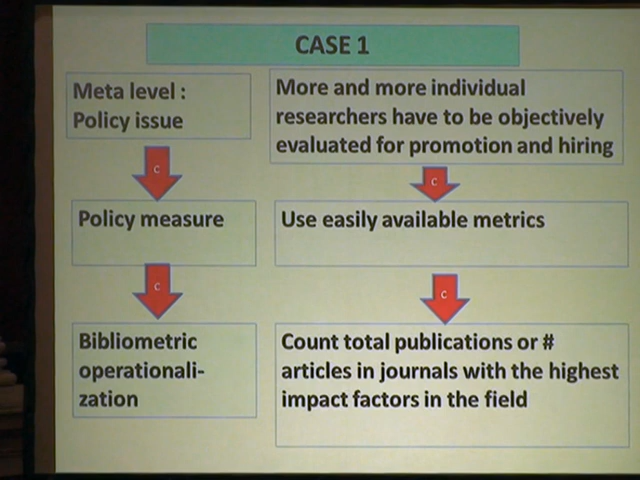 CASE 1
Meta level :
Policy issue
More and more individual
researchers have to be objectively
evaluated for promotion and hiring
c
c
Policy measure
Use easily available metrics
c
c
Bibliometric
operationali-
zation
Count total publications or #
articles in journals with the highest
impact factors in the field